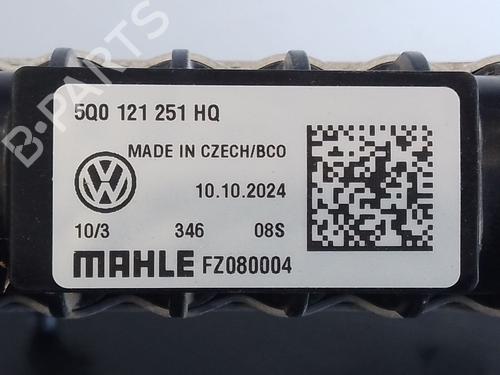 B-PARTS
5Q0 121 251 HQ
MADE IN CZECH/BCO
10.10.2024
10/3 346 08S
MAHLE FZ080004